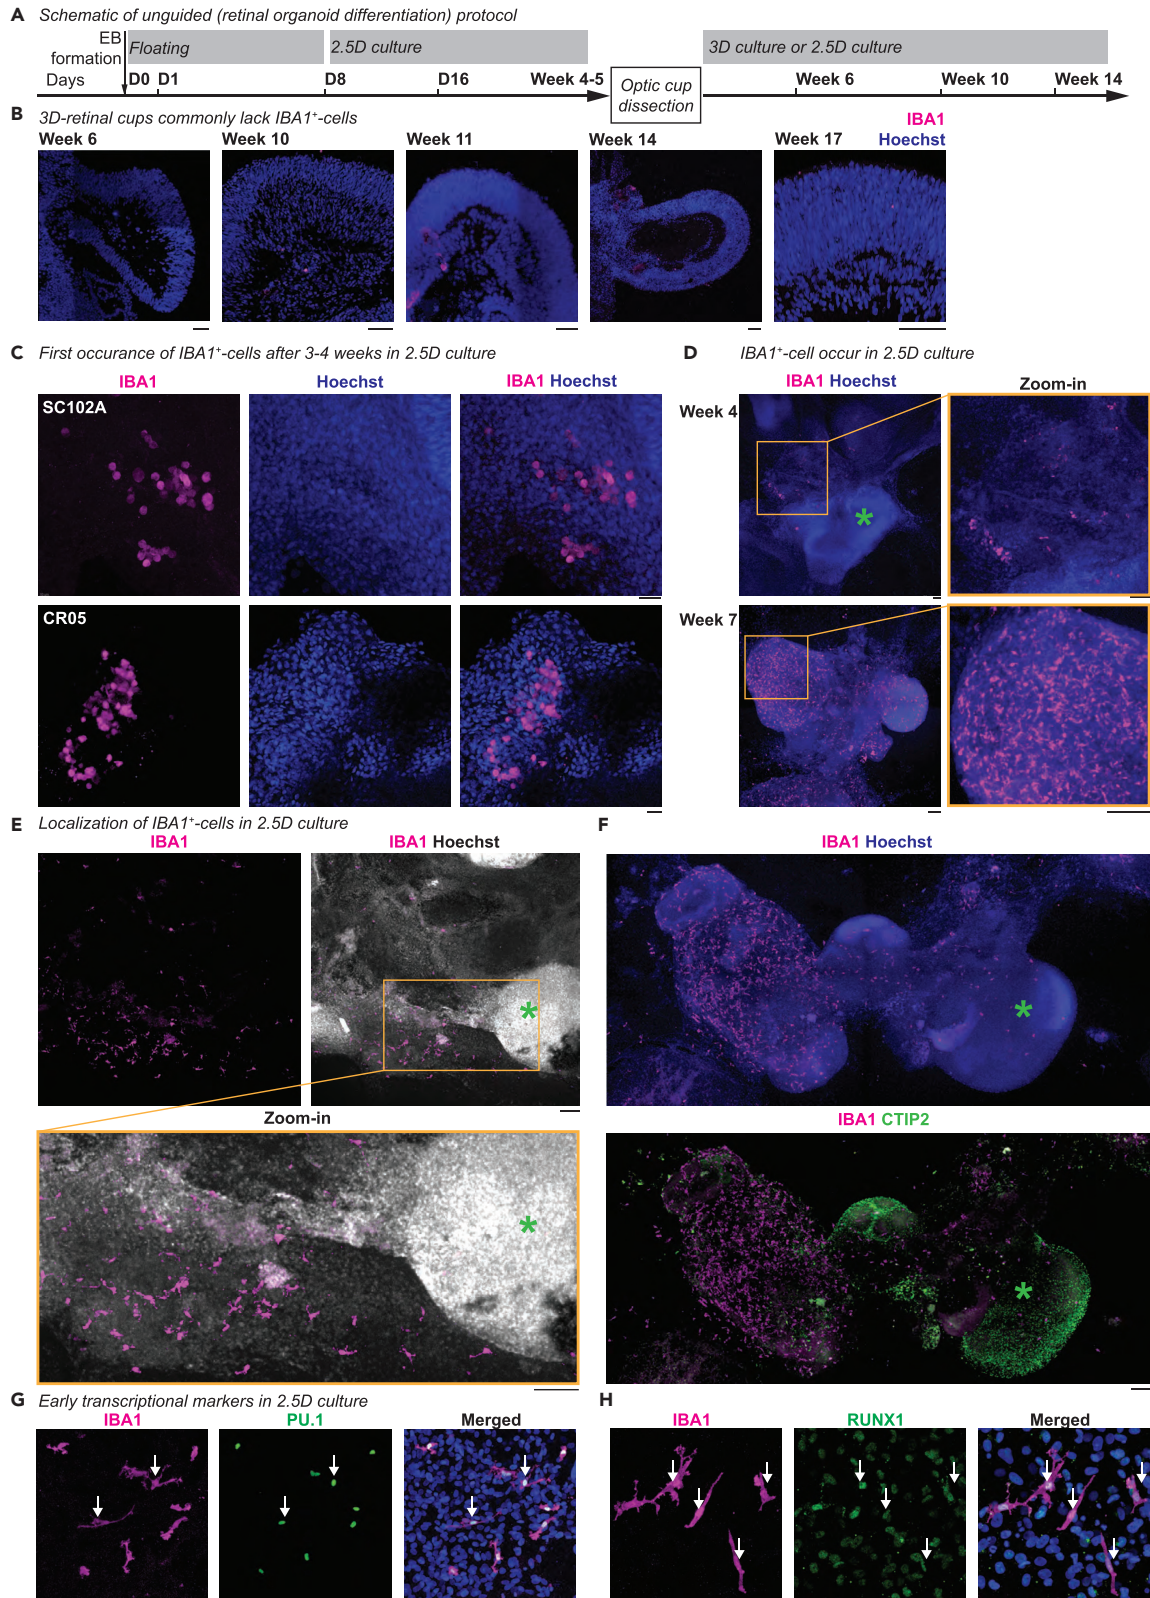 A Schematic of unguided (retinal organoid differentiation) protocol
EB formation
Floating
2.5D culture
3D culture or 2.5D culture
Days
D0 D1 D8 D16 Week 4-5
Optic cup dissection
Week 6 Week 10 Week 14
B 3D-retinal cups commonly lack IBA1⁺-cells
IBA1
Week 6 Week 10 Week 11 Week 14 Week 17 Hoechst
C First occurance of IBA1⁺-cells after 3-4 weeks in 2.5D culture
IBA1 Hoechst IBA1 Hoechst
SC102A
CR05
D IBA1⁺-cell occur in 2.5D culture
IBA1 Hoechst Zoom-in
Week 4
*
Week 7
E Localization of IBA1⁺-cells in 2.5D culture
IBA1 IBA1 Hoechst
*
Zoom-in
*
F
IBA1 Hoechst
*
IBA1 CTIP2
*
G Early transcriptional markers in 2.5D culture
IBA1 PU.1 Merged
H
IBA1 RUNX1 Merged